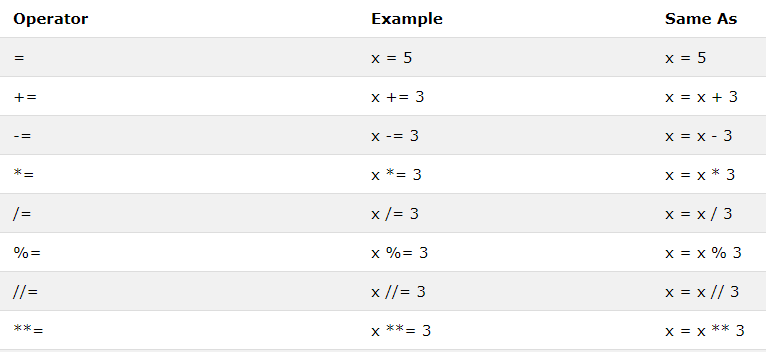 Operator Example Same As
= x = 5 x = 5
+= x += 3 x = x + 3
-= x -= 3 x = x - 3
*= x *= 3 x = x * 3
/= x /= 3 x = x / 3
%= x %= 3 x = x % 3
//= x //= 3 x = x // 3
**= x **= 3 x = x ** 3